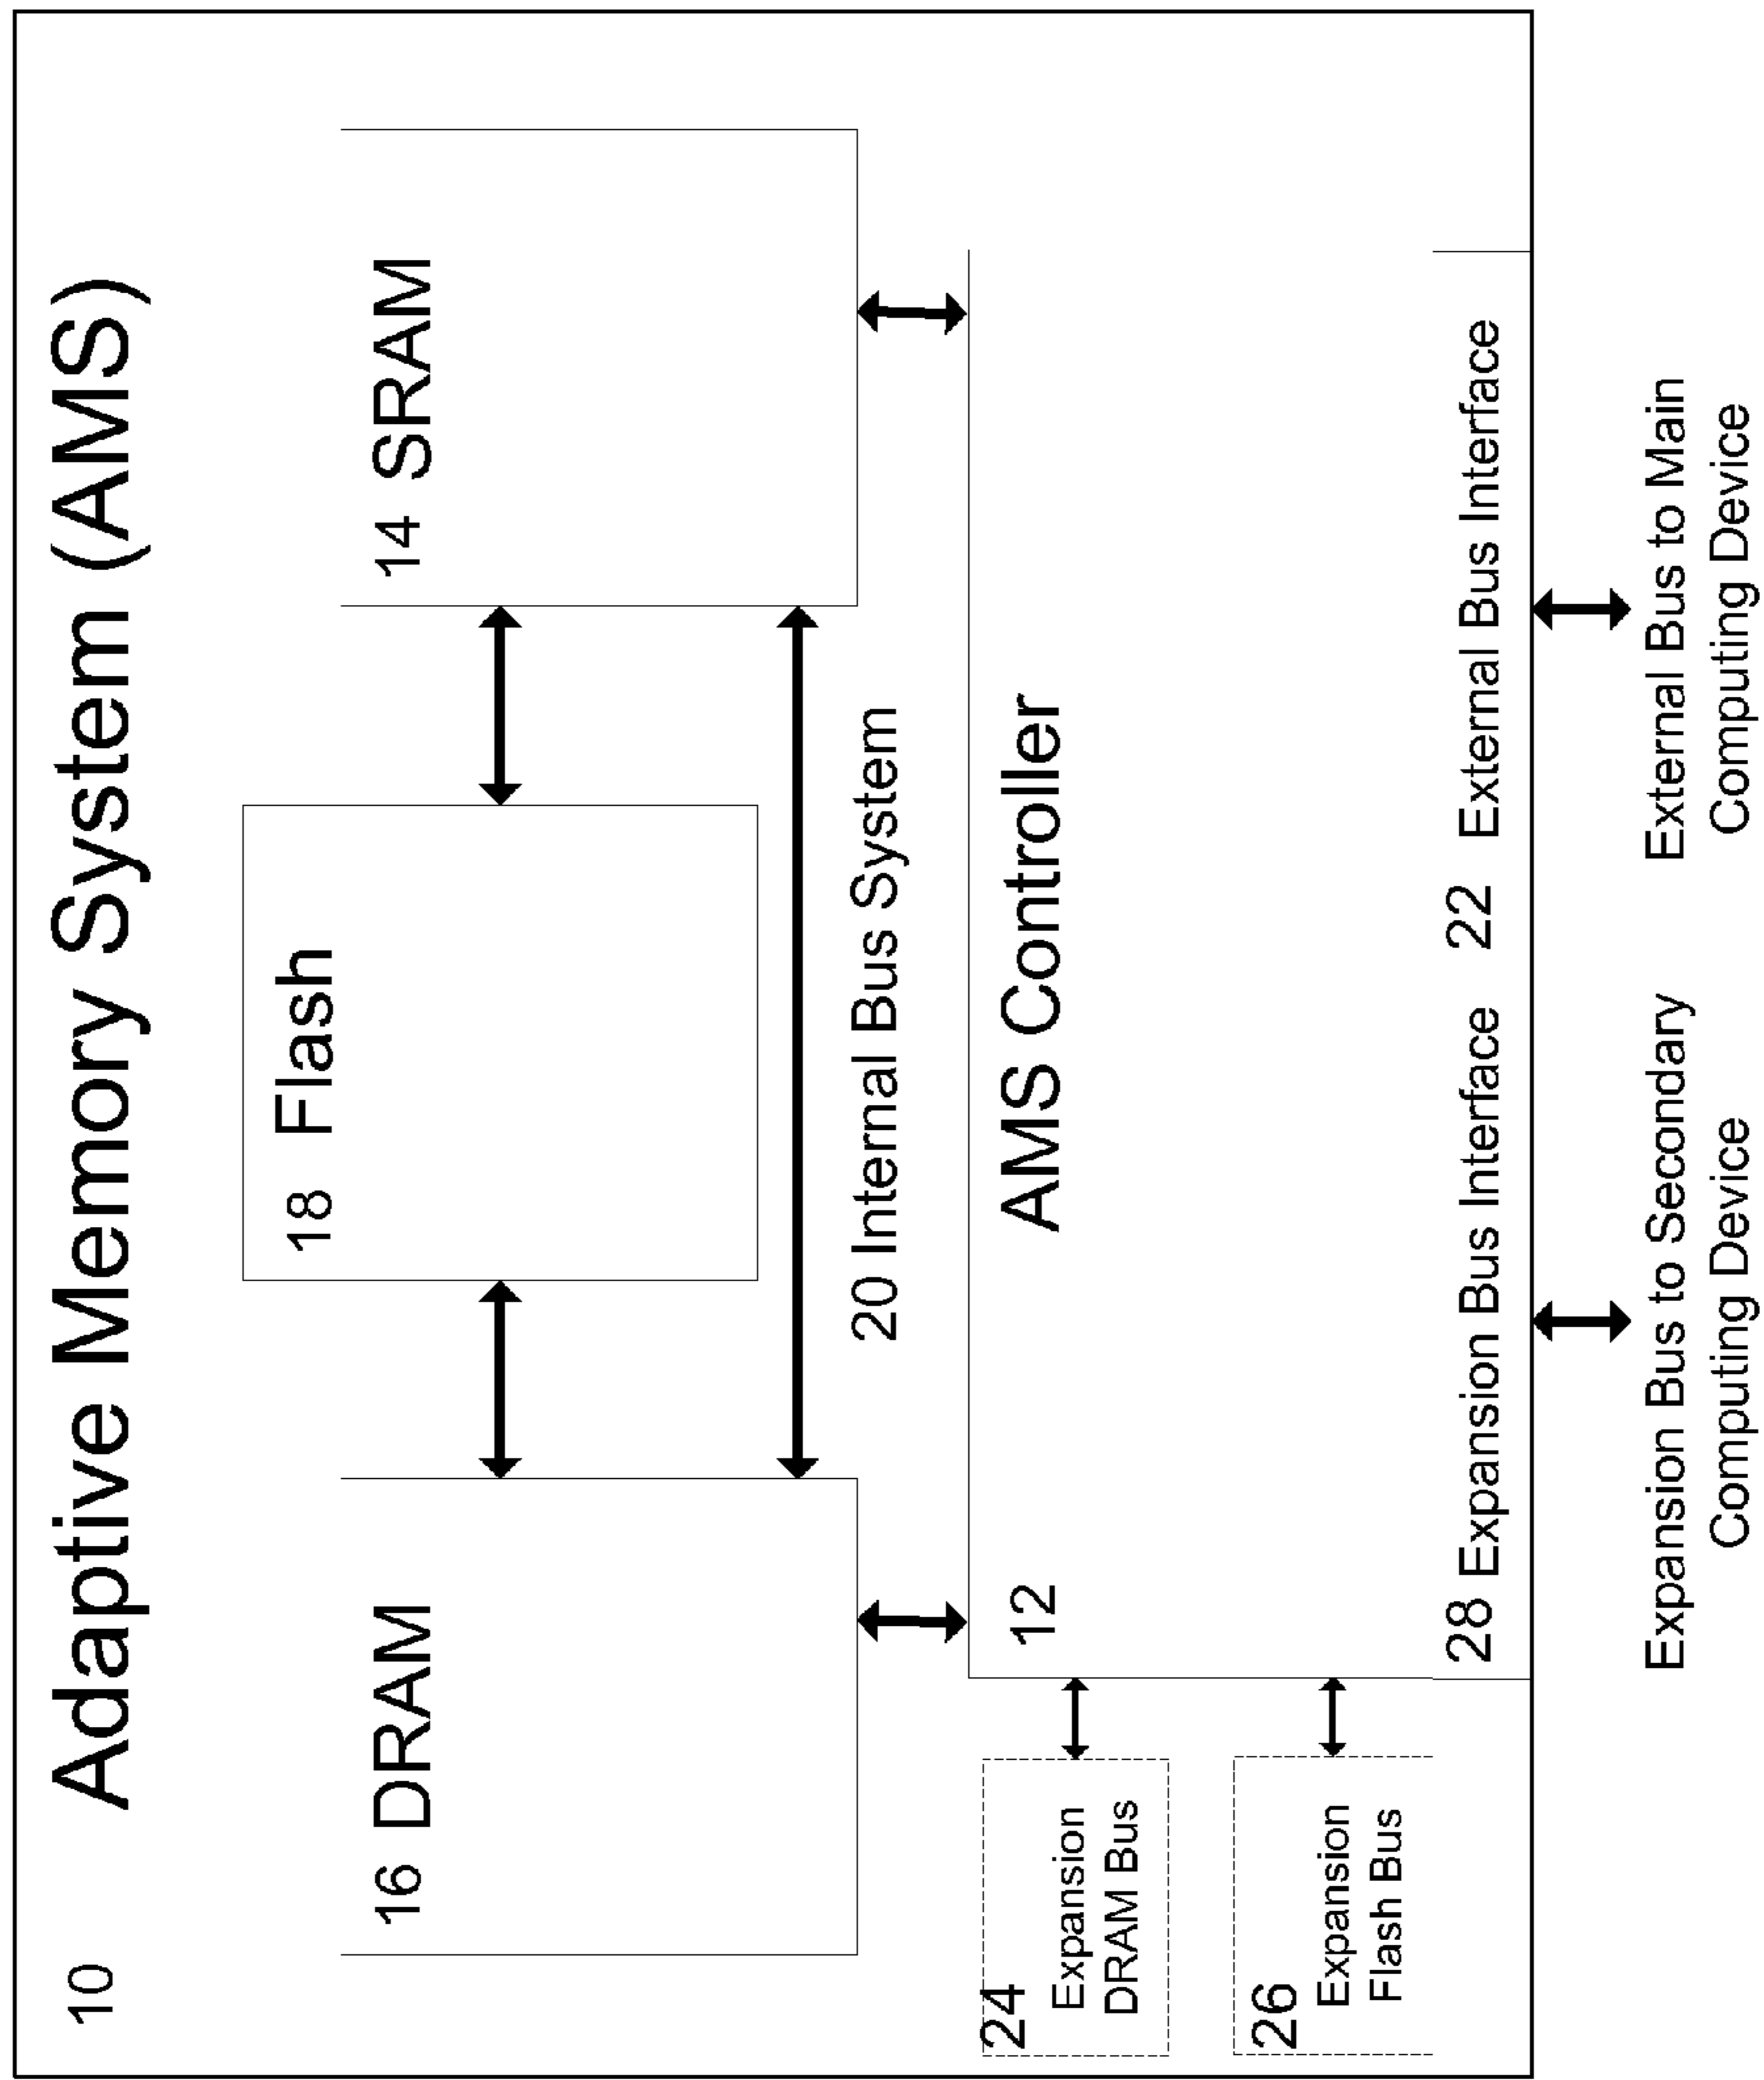 10 Adaptive Memory System (AMS)
18 Flash
16 DRAM
14 SRAM
20 Internal Bus System
24
Expansion
DRAM Bus
12 AMS Controller
26
Expansion
Flash Bus
28 Expansion Bus Interface
22 External Bus Interface
Expansion Bus to Secondary
Computing Device
External Bus to Main
Computing Device